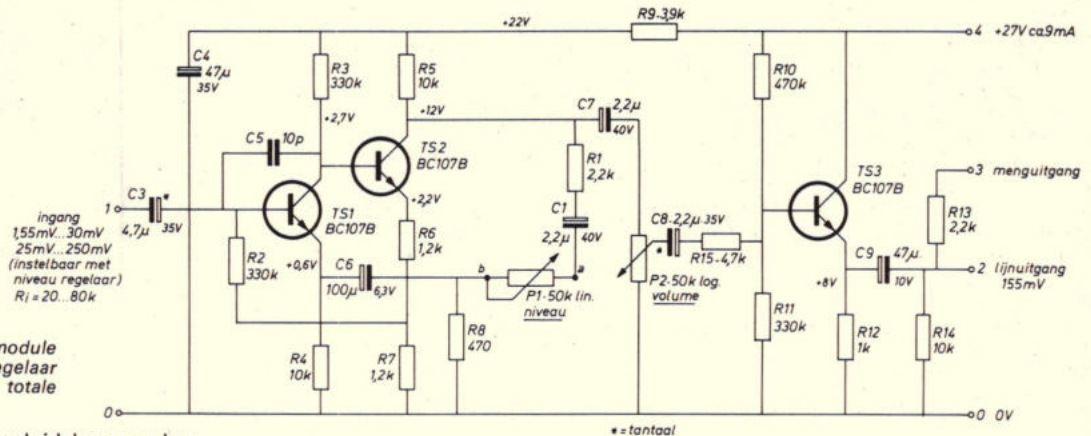 +22V
R9-3,9k
4 +27V ca.9mA
C4
47µ
35V
R3
330k
R5
10k
R10
470k
+2,7V
+12V
C7
2,2µ
40V
C5 10p
TS2
BC107B
R1
2,2k
TS3
BC107B
3 menguitgang
C3 *
4,7µ 35V
1
ingang
1,55mV...30mV
25mV...250mV
(instelbaar met
niveau regelaar)
Ri = 20...80k
TS1
BC107B
+2,2V
R6
1,2k
C1
2,2µ 40V
C8-2,2µ 35V
*
R15-4,7k
R13
2,2k
R2
330k
+0,6V
C6
100µ 6,3V
b
a
P1-50k lin.
niveau
P2-50k log.
volume
+8V
C9 47µ
10V
2 lijnuitgang
155mV
R11
330k
R8
470
R4
10k
R7
1,2k
R12
1k
R14
10k
module
egelaar
totale
0
0 0V
* = tantaal